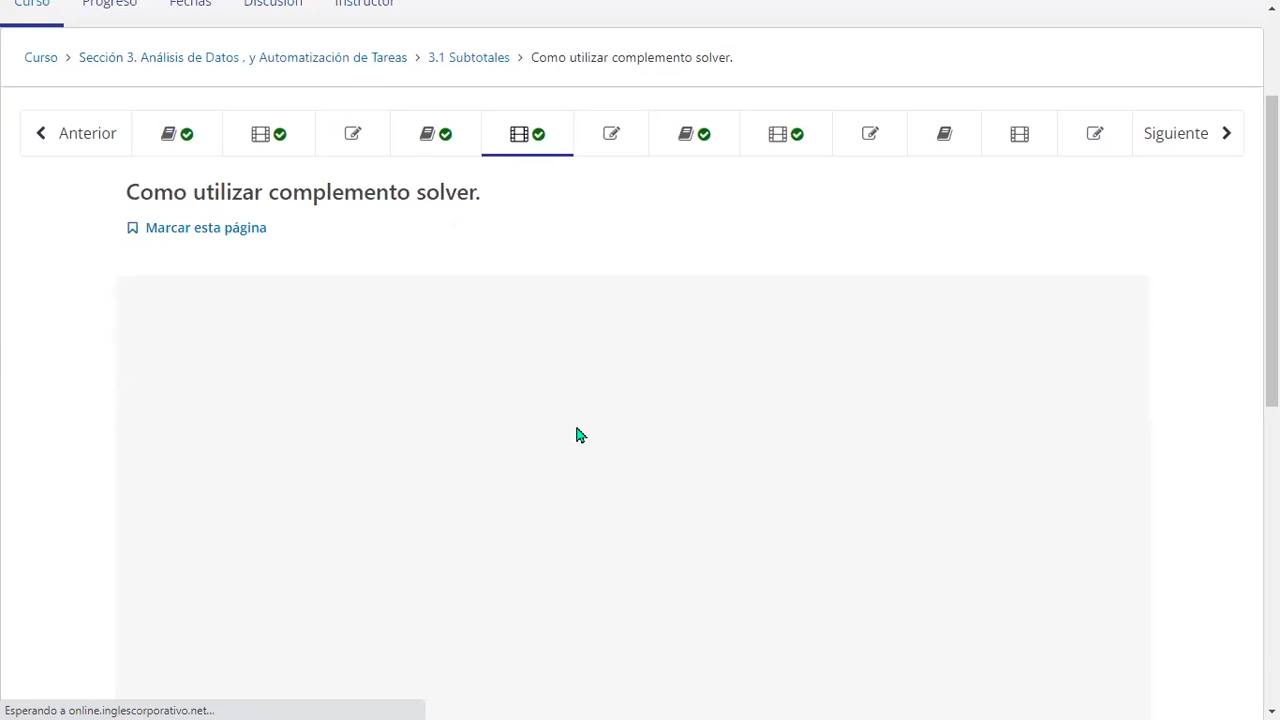 Curso Progreso Fechas Discusión Instructor
Curso > Sección 3. Análisis de Datos , y Automatización de Tareas > 3.1 Subtotales > Como utilizar complemento solver.
Anterior Siguiente
Como utilizar complemento solver.
Marcar esta página
Esperando a online.inglescorporativo.net...